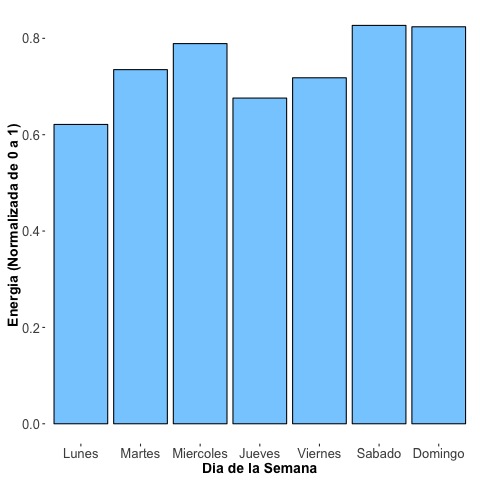 Energia (Normalizada de 0 a 1)
0.8
0.6
0.4
0.2
0.0
Lunes Martes Miercoles Jueves Viernes Sabado Domingo
Dia de la Semana